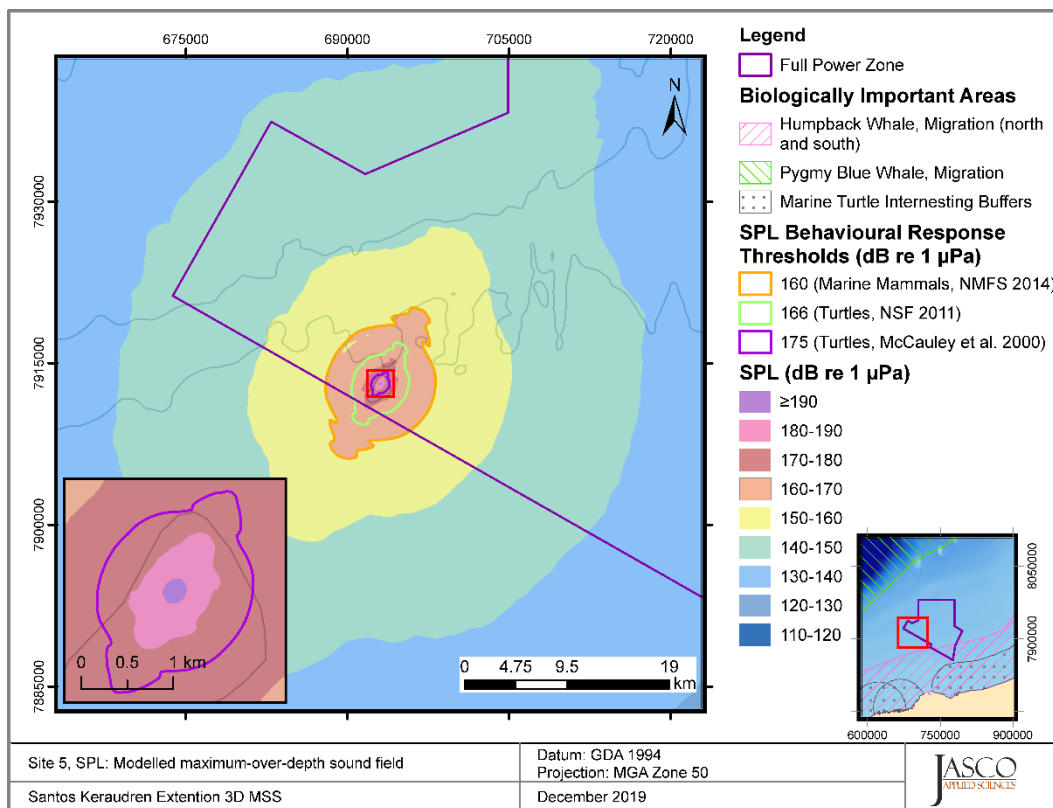 675000
690000
705000
720000
7930000
7915000
7900000
7885000
N
0 0.5 1 km
0 4.75 9.5 19
km
Legend
Full Power Zone
Biologically Important Areas
Humpback Whale, Migration (north
and south)
Pygmy Blue Whale, Migration
Marine Turtle Internesting Buffers
SPL Behavioural Response
Thresholds (dB re 1 µPa)
160 (Marine Mammals, NMFS 2014)
166 (Turtles, NSF 2011)
175 (Turtles, McCauley et al. 2000)
SPL (dB re 1 µPa)
≥190
180-190
170-180
160-170
150-160
140-150
130-140
120-130
110-120
8050000
7900000
600000 750000 900000
Site 5, SPL: Modelled maximum-over-depth sound field
Datum: GDA 1994
Projection: MGA Zone 50
Santos Keraudren Extention 3D MSS
December 2019
JASCO
APPLIED SCIENCES